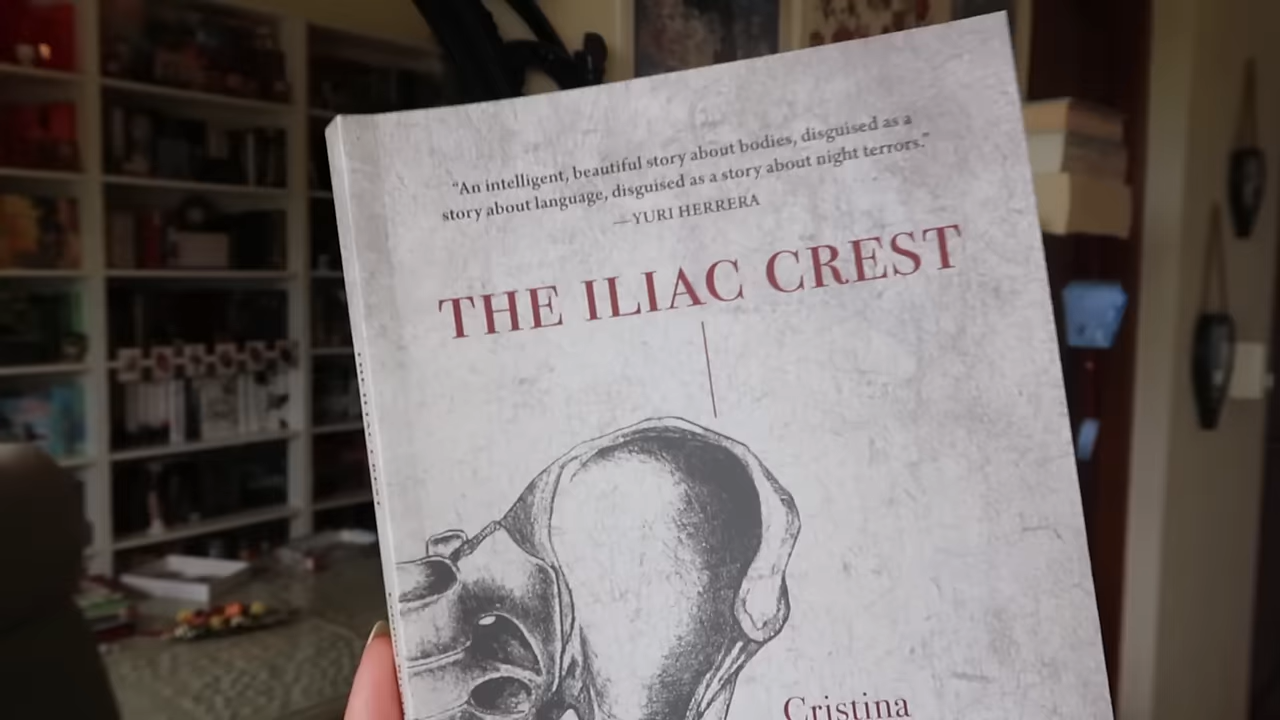 “An intelligent, beautiful story about bodies, disguised as a
story about language, disguised as a story about night terrors.”
—YURI HERRERA
THE ILIAC CREST
Cristina